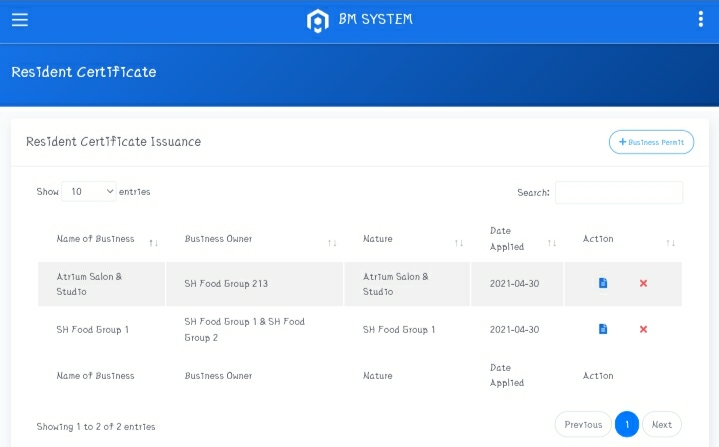 BM SYSTEM
Resident Certificate
Resident Certificate Issuance
+ Business Permit
Show 10 entries
Search:
Name of Business
Business Owner
Nature
Date
Applied
Action
Atrium Salon &
Studio
SH Food Group 213
Atrium Salon &
Studio
2021-04-30
SH Food Group 1
SH Food Group 1 & SH Food
Group 2
SH Food Group 1
2021-04-30
Name of Business
Business Owner
Nature
Date
Applied
Action
Showing 1 to 2 of 2 entries
Previous 1 Next